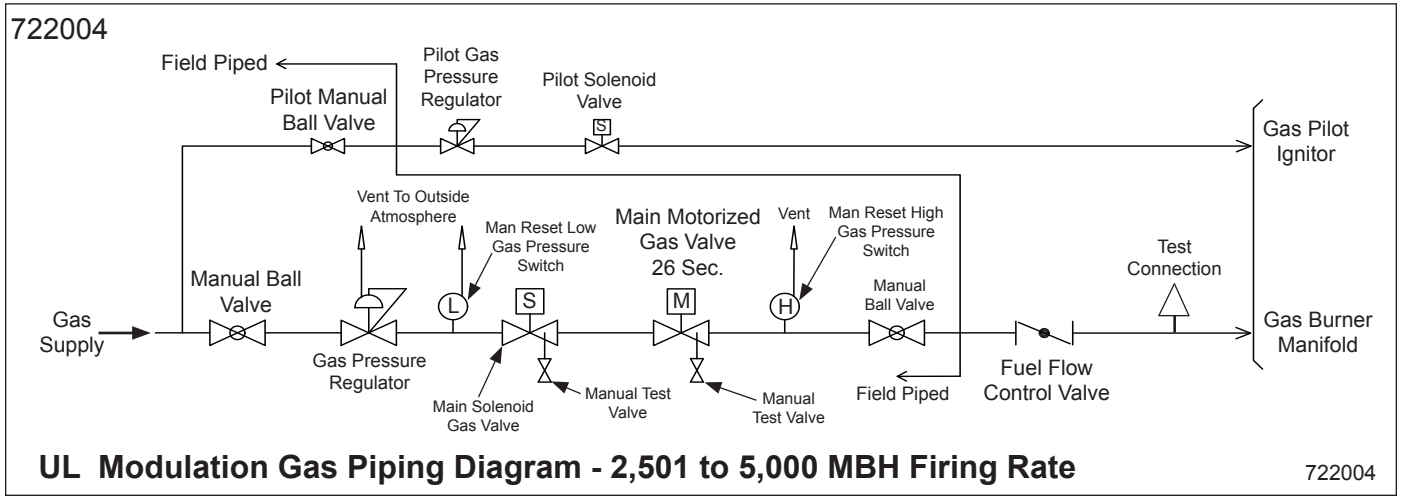 722004
Field Piped
Pilot Gas
Pressure
Regulator
Pilot Solenoid
Valve
Pilot Manual
Ball Valve
S
Gas Pilot
Ignitor
Vent To Outside
Atmosphere
Man Reset Low
Gas Pressure
Switch
Main Motorized
Gas Valve
26 Sec.
Vent
Man Reset High
Gas Pressure
Switch
Test
Connection
Manual Ball
Valve
Manual
Ball Valve
L
S
M
H
Gas
Supply
Gas Burner
Manifold
Gas Pressure
Regulator
Main Solenoid
Gas Valve
Manual Test
Valve
Manual
Test Valve
Field Piped
Fuel Flow
Control Valve
UL Modulation Gas Piping Diagram - 2,501 to 5,000 MBH Firing Rate
722004